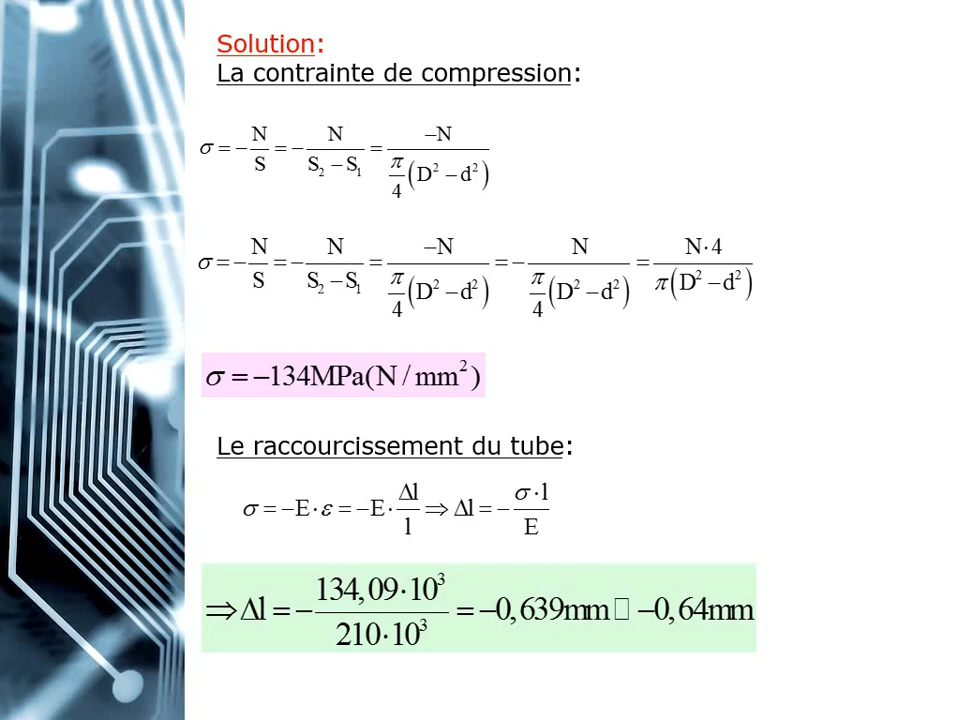 Solution:
La contrainte de compression:
σ = − N/S = − N/(S₂ − S₁) = −N/(π/4 (D² − d²))
σ = − N/S = − N/(S₂ − S₁) = −N/(π/4 (D² − d²)) = − N/(π/4 (D² − d²)) = N·4/(π(D² − d²))
σ = −134MPa(N / mm²)
Le raccourcissement du tube:
σ = −E·ε = −E· Δl/l ⇒ Δl = − σ·l/E
⇒ Δl = − 134,09·10³/210·10³ = −0,639mm□ −0,64mm